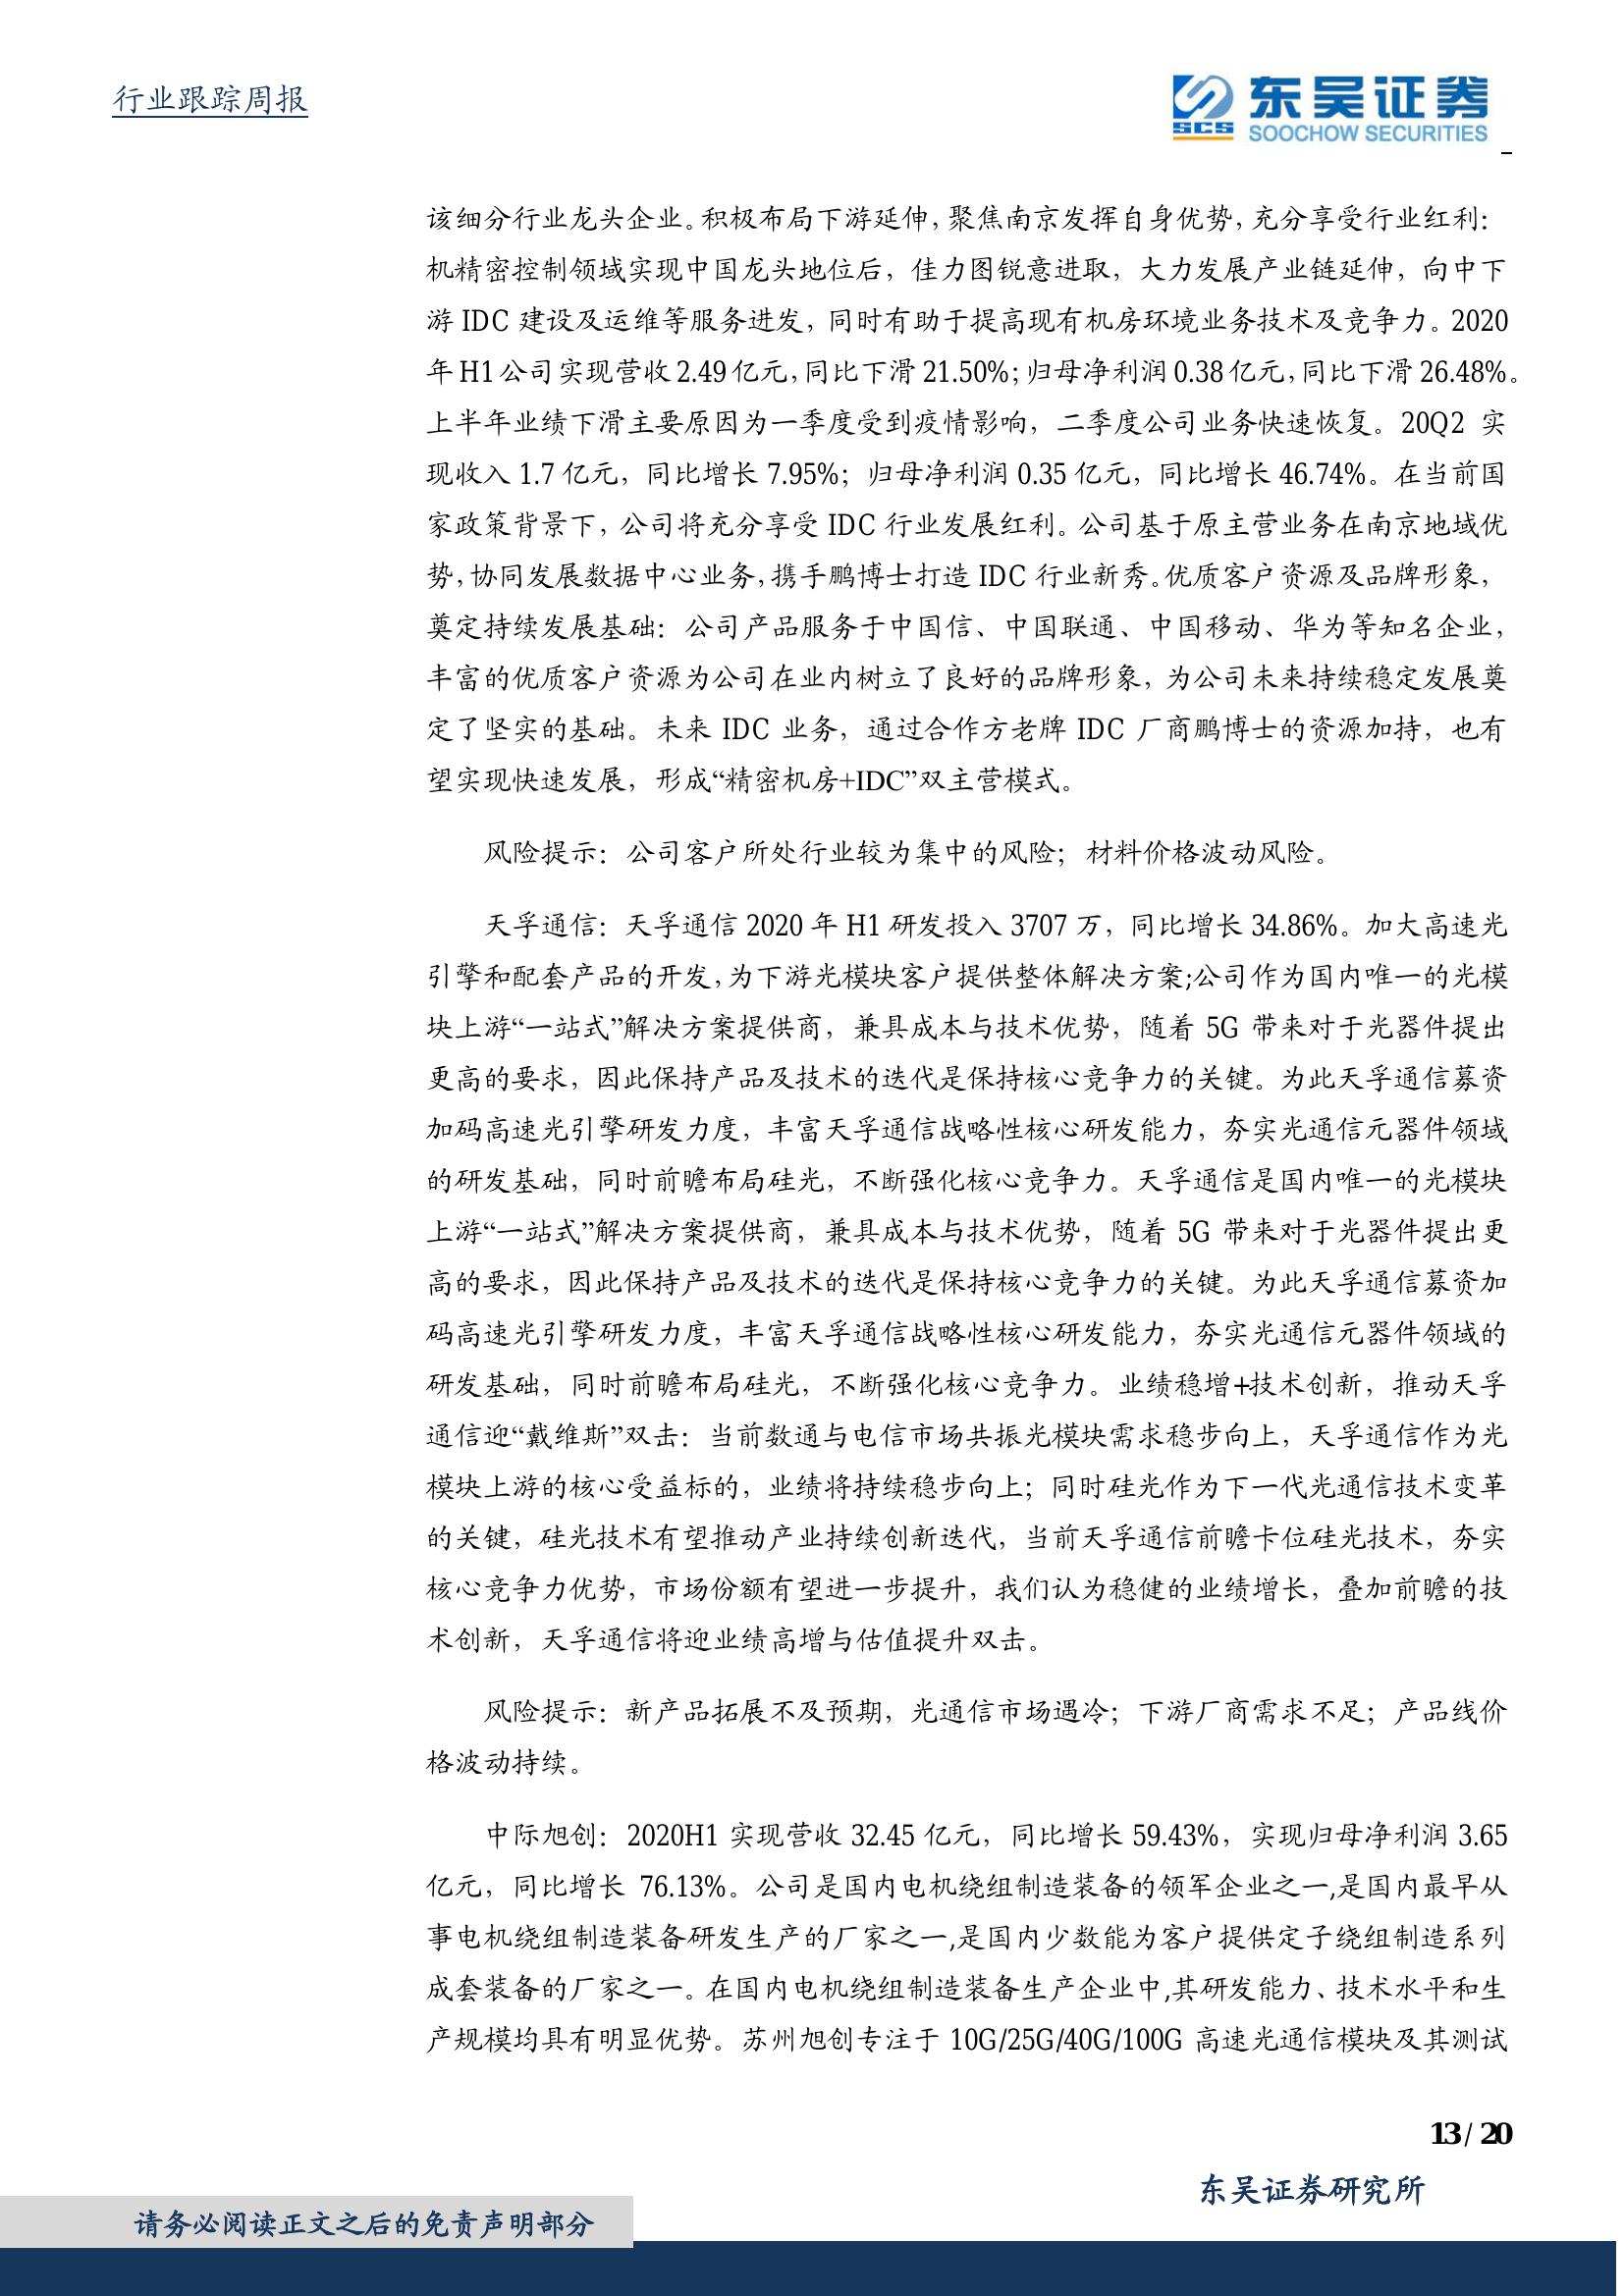 行业跟踪周报
SCS 东吴证券
SOOCHOW SECURITIES
该细分行业龙头企业。积极布局下游延伸，聚焦南京发挥自身优势，充分享受行业红利：
机精密控制领域实现中国龙头地位后，佳力图锐意进取，大力发展产业链延伸，向中下
游 IDC 建设及运维等服务进发，同时有助于提高现有机房环境业务技术及竞争力。2020
年 H1 公司实现营收 2.49 亿元，同比下滑 21.50%；归母净利润 0.38 亿元，同比下滑 26.48%。
上半年业绩下滑主要原因为一季度受到疫情影响，二季度公司业务快速恢复。20Q2 实
现收入 1.7 亿元，同比增长 7.95%；归母净利润 0.35 亿元，同比增长 46.74%。在当前国
家政策背景下，公司将充分享受 IDC 行业发展红利。公司基于原主营业务在南京地域优
势，协同发展数据中心业务，携手鹏博士打造 IDC 行业新秀。优质客户资源及品牌形象，
奠定持续发展基础：公司产品服务于中国信、中国联通、中国移动、华为等知名企业，
丰富的优质客户资源为公司在业内树立了良好的品牌形象，为公司未来持续稳定发展奠
定了坚实的基础。未来 IDC 业务，通过合作方老牌 IDC 厂商鹏博士的资源加持，也有
望实现快速发展，形成“精密机房+IDC”双主营模式。
风险提示：公司客户所处行业较为集中的风险；材料价格波动风险。
天孚通信：天孚通信 2020 年 H1 研发投入 3707 万，同比增长 34.86%。加大高速光
引擎和配套产品的开发，为下游光模块客户提供整体解决方案;公司作为国内唯一的光模
块上游“一站式”解决方案提供商，兼具成本与技术优势，随着 5G 带来对于光器件提出
更高的要求，因此保持产品及技术的迭代是保持核心竞争力的关键。为此天孚通信募资
加码高速光引擎研发力度，丰富天孚通信战略性核心研发能力，夯实光通信元器件领域
的研发基础，同时前瞻布局硅光，不断强化核心竞争力。天孚通信是国内唯一的光模块
上游“一站式”解决方案提供商，兼具成本与技术优势，随着 5G 带来对于光器件提出更
高的要求，因此保持产品及技术的迭代是保持核心竞争力的关键。为此天孚通信募资加
码高速光引擎研发力度，丰富天孚通信战略性核心研发能力，夯实光通信元器件领域的
研发基础，同时前瞻布局硅光，不断强化核心竞争力。业绩稳增+技术创新，推动天孚
通信迎“戴维斯”双击：当前数通与电信市场共振光模块需求稳步向上，天孚通信作为光
模块上游的核心受益标的，业绩将持续稳步向上；同时硅光作为下一代光通信技术变革
的关键，硅光技术有望推动产业持续创新迭代，当前天孚通信前瞻卡位硅光技术，夯实
核心竞争力优势，市场份额有望进一步提升，我们认为稳健的业绩增长，叠加前瞻的技
术创新，天孚通信将迎业绩高增与估值提升双击。
风险提示：新产品拓展不及预期，光通信市场遇冷；下游厂商需求不足；产品线价
格波动持续。
中际旭创：2020H1 实现营收 32.45 亿元，同比增长 59.43%，实现归母净利润 3.65
亿元，同比增长 76.13%。公司是国内电机绕组制造装备的领军企业之一,是国内最早从
事电机绕组制造装备研发生产的厂家之一,是国内少数能为客户提供定子绕组制造系列
成套装备的厂家之一。在国内电机绕组制造装备生产企业中,其研发能力、技术水平和生
产规模均具有明显优势。苏州旭创专注于 10G/25G/40G/100G 高速光通信模块及其测试
13 / 20
东吴证券研究所
请务必阅读正文之后的免责声明部分